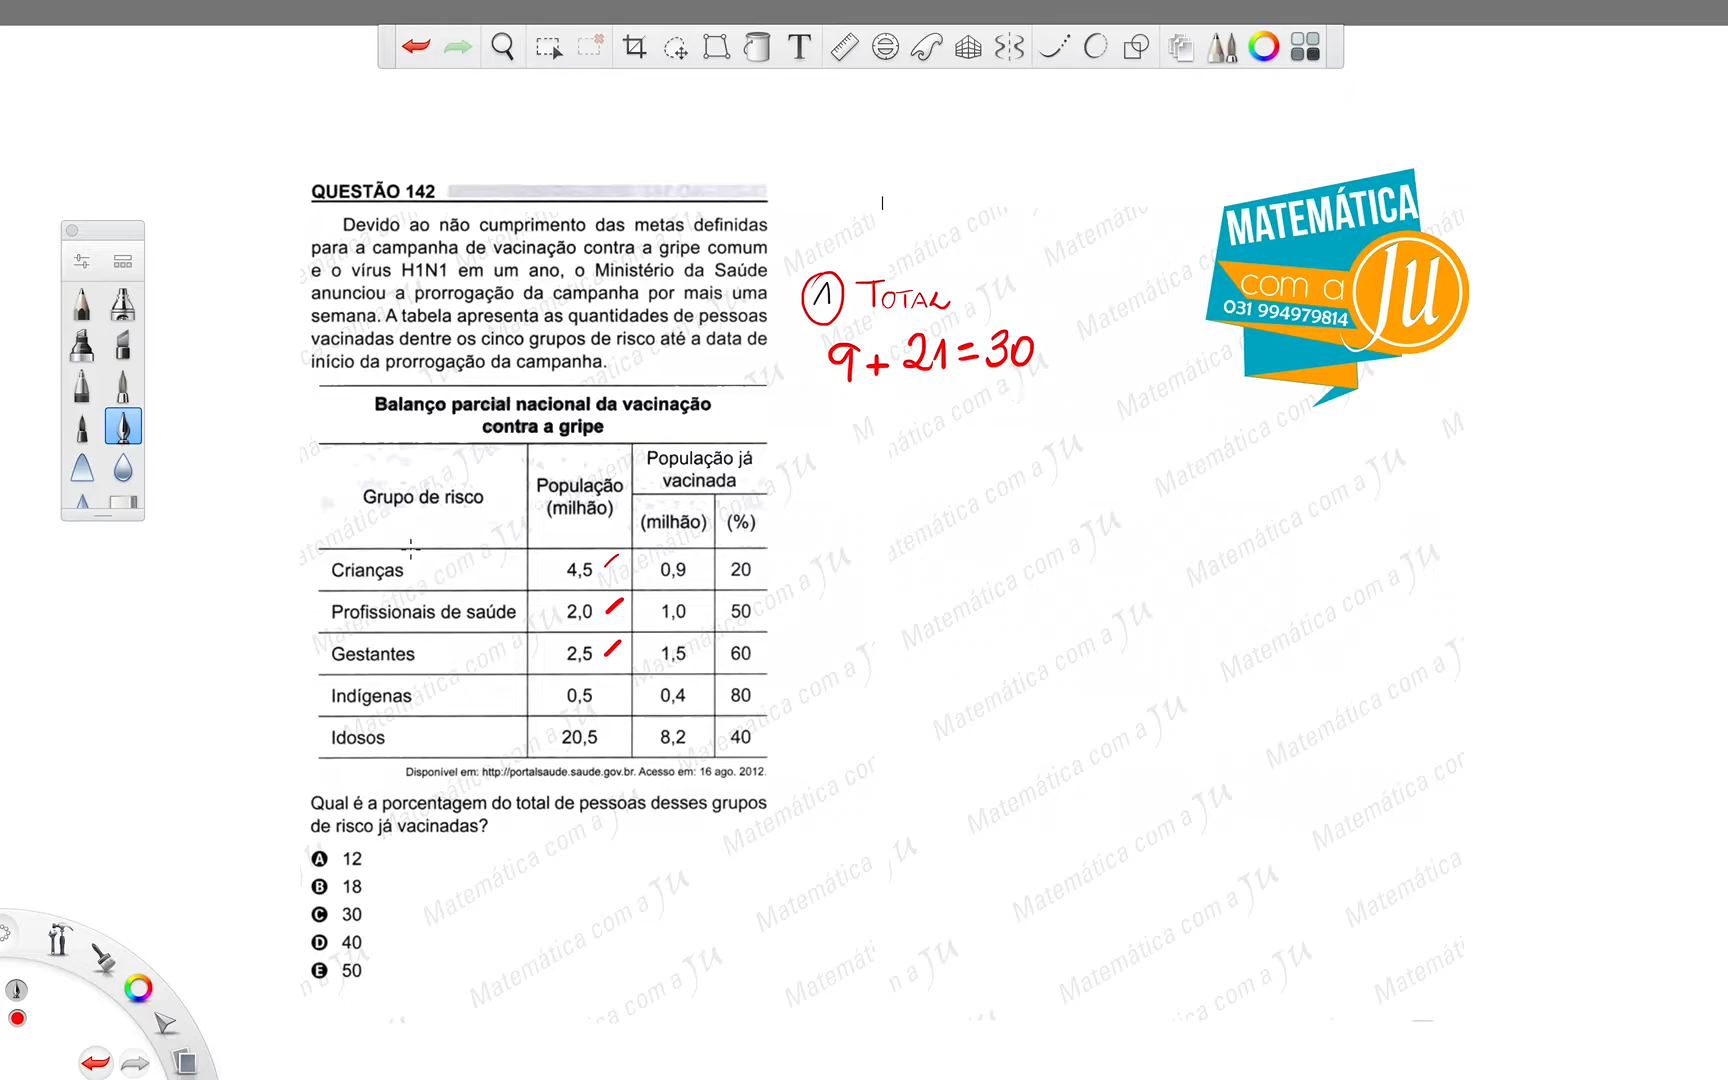 QUESTÃO 142
Devido ao não cumprimento das metas definidas
para a campanha de vacinação contra a gripe comum
e o vírus H1N1 em um ano, o Ministério da Saúde
anunciou a prorrogação da campanha por mais uma
semana. A tabela apresenta as quantidades de pessoas
vacinadas dentre os cinco grupos de risco até a data de
início da prorrogação da campanha.
Balanço parcial nacional da vacinação
contra a gripe
Grupo de risco
População
(milhão)
População já
vacinada
(milhão) (%)
Crianças 4,5 0,9 20
Profissionais de saúde 2,0 1,0 50
Gestantes 2,5 1,5 60
Indígenas 0,5 0,4 80
Idosos 20,5 8,2 40
Disponível em: http://portalsaude.saude.gov.br. Acesso em: 16 ago. 2012.
Qual é a porcentagem do total de pessoas desses grupos
de risco já vacinadas?
A 12
B 18
C 30
D 40
E 50
1 TOTAL
9 + 21 = 30
MATEMÁTICA
com a Ju
031 994979814
Matemática com a Ju